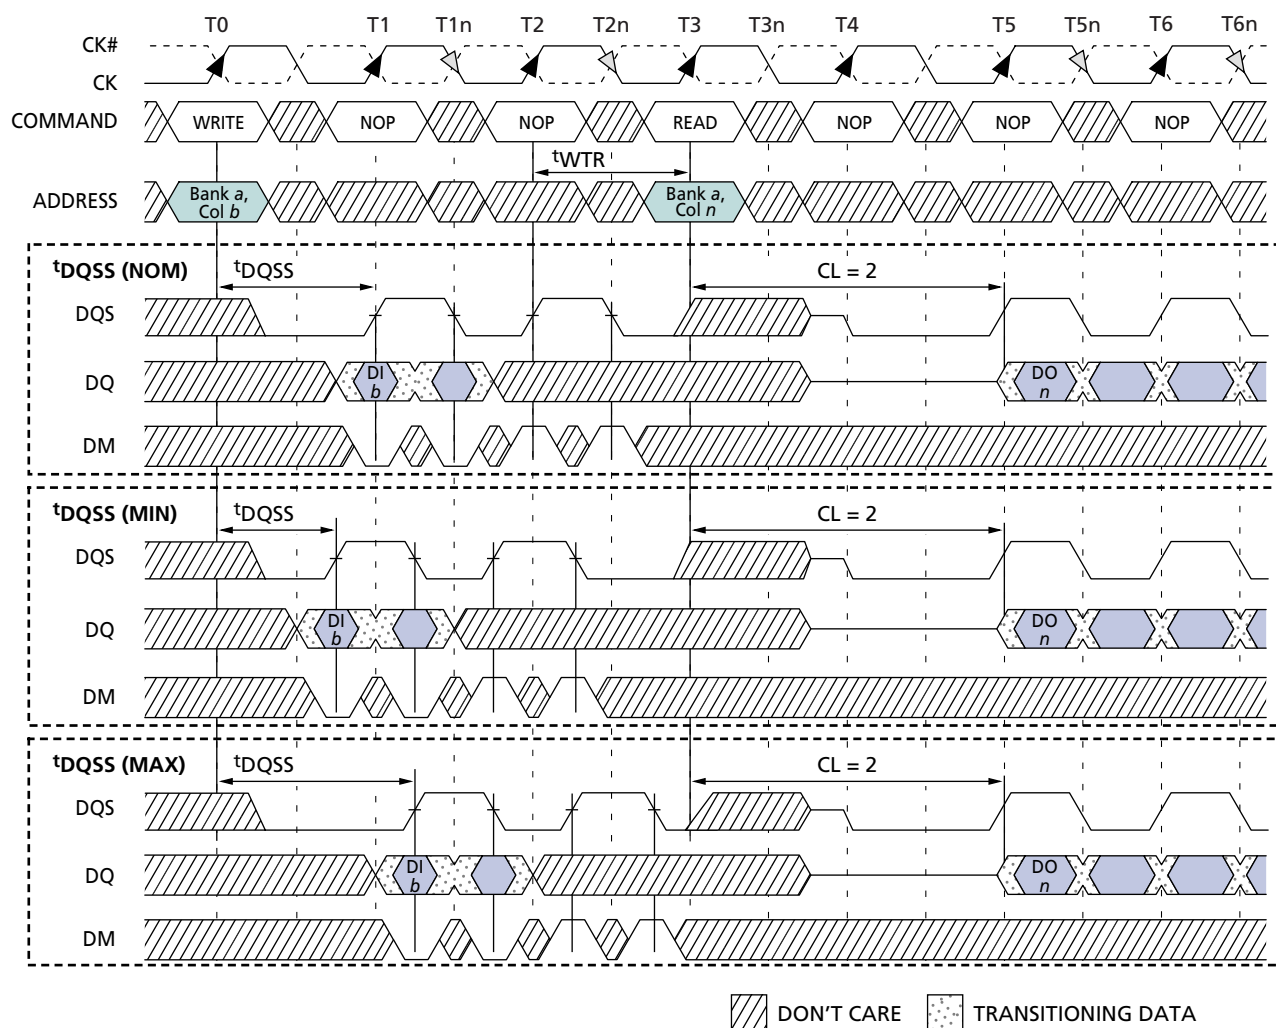 T0 T1 T1n T2 T2n T3 T3n T4 T5 T5n T6 T6n
CK#
CK
COMMAND WRITE NOP NOP READ NOP NOP NOP
tWTR
ADDRESS Bank a, Col b Bank a, Col n
tDQSS (NOM) tDQSS CL = 2
DQS
DQ DI b DO n
DM
tDQSS (MIN) tDQSS CL = 2
DQS
DQ DI b DO n
DM
tDQSS (MAX) tDQSS CL = 2
DQS
DQ DI b DO n
DM
DON'T CARE TRANSITIONING DATA